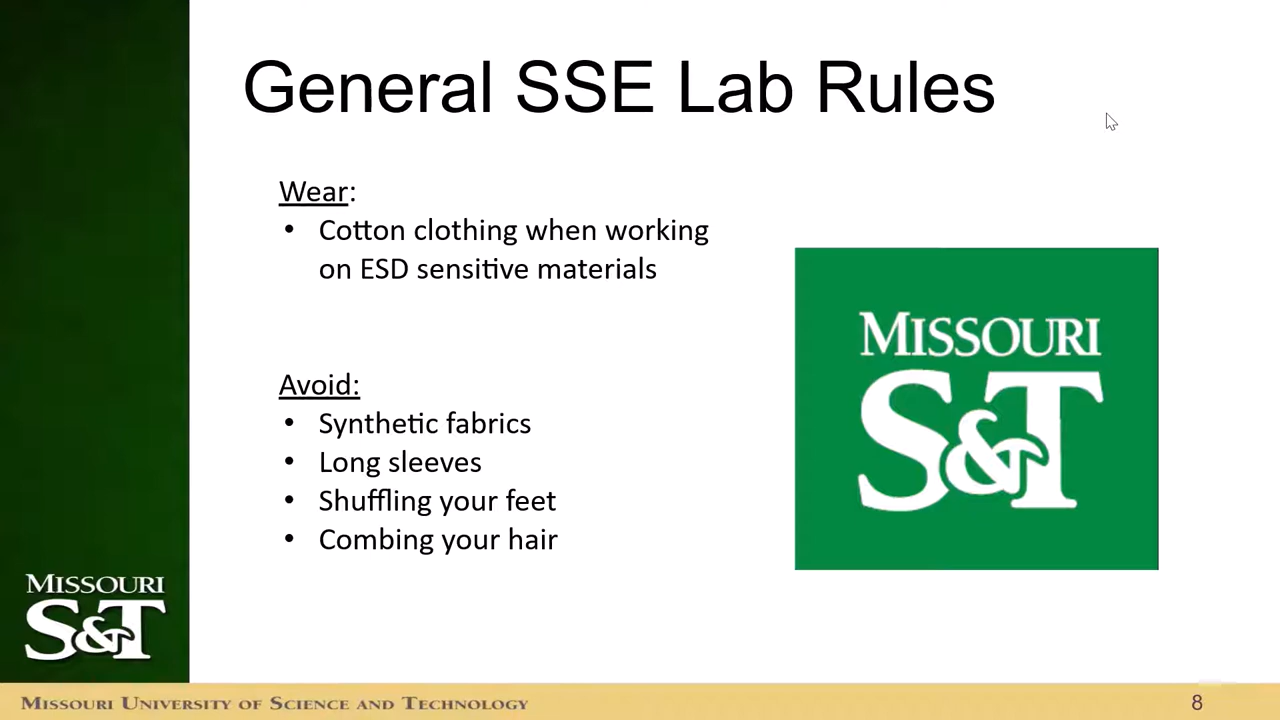 General SSE Lab Rules
Wear:
• Cotton clothing when working
on ESD sensitive materials
Avoid:
• Synthetic fabrics
• Long sleeves
• Shuffling your feet
• Combing your hair
MISSOURI
S&T
MISSOURI
S&T
MISSOURI UNIVERSITY OF SCIENCE AND TECHNOLOGY
8